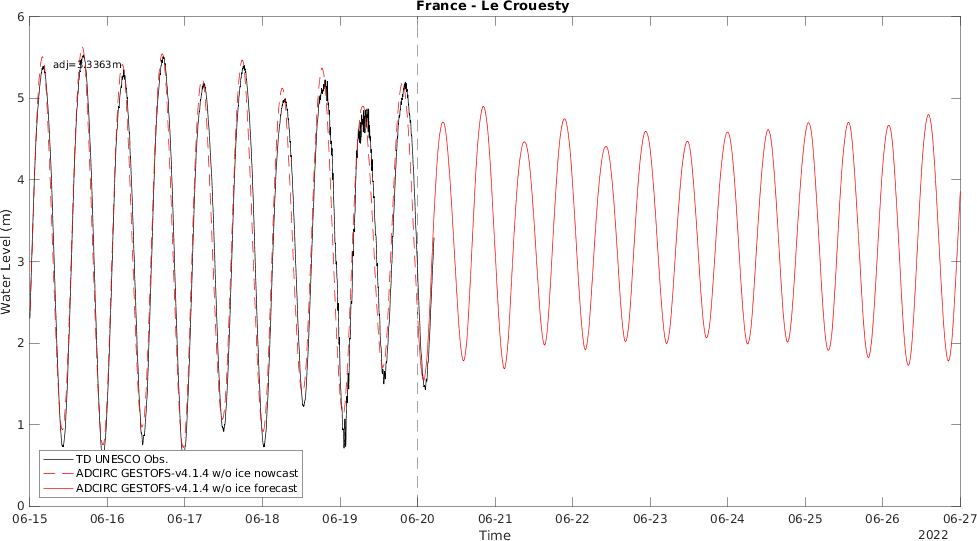 France - Le Crouesty
6
adj=3.3363m
5
4
3
2
1
0
Water Level (m)
TD UNESCO Obs.
ADCIRC GESTOFS-v4.1.4 w/o ice nowcast
ADCIRC GESTOFS-v4.1.4 w/o ice forecast
06-15 06-16 06-17 06-18 06-19 06-20 06-21 06-22 06-23 06-24 06-25 06-26 06-27
Time
2022